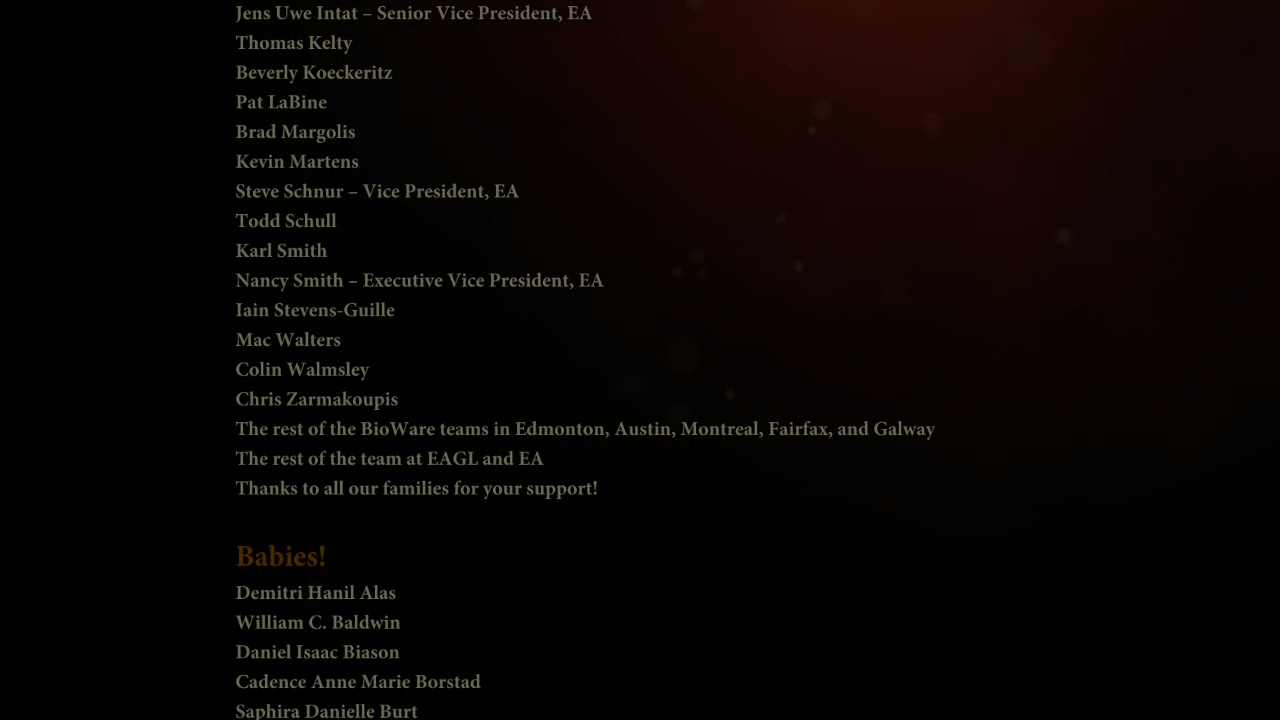 Jens Uwe Intat – Senior Vice President, EA
Thomas Kelty
Beverly Koeckeritz
Pat LaBine
Brad Margolis
Kevin Martens
Steve Schnur – Vice President, EA
Todd Schull
Karl Smith
Nancy Smith – Executive Vice President, EA
Iain Stevens-Guille
Mac Walters
Colin Walmsley
Chris Zarmakoupis
The rest of the BioWare teams in Edmonton, Austin, Montreal, Fairfax, and Galway
The rest of the team at EAGL and EA
Thanks to all our families for your support!
Babies!
Demitri Hanil Alas
William C. Baldwin
Daniel Isaac Biason
Cadence Anne Marie Borstad
Saphira Danielle Burt